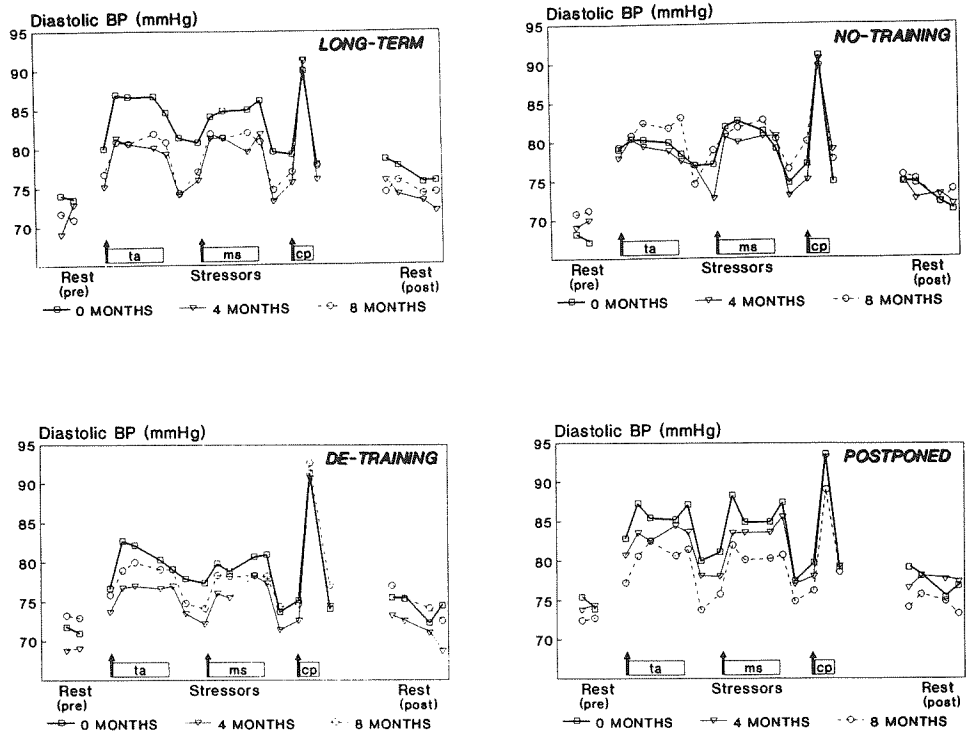 Diastolic BP (mmHg)
LONG-TERM
95
90
85
80
75
70
ta
ms
cp
Rest
(pre)
Stressors
Rest
(post)
0 MONTHS
4 MONTHS
8 MONTHS
Diastolic BP (mmHg)
NO-TRAINING
95
90
85
80
75
70
ta
ms
cp
Rest
(pre)
Stressors
Rest
(post)
0 MONTHS
4 MONTHS
8 MONTHS
Diastolic BP (mmHg)
DE-TRAINING
95
90
85
80
75
70
ta
ms
cp
Rest
(pre)
Stressors
Rest
(post)
0 MONTHS
4 MONTHS
8 MONTHS
Diastolic BP (mmHg)
POSTPONED
95
90
85
80
75
70
ta
ms
cp
Rest
(pre)
Stressors
Rest
(post)
0 MONTHS
4 MONTHS
8 MONTHS